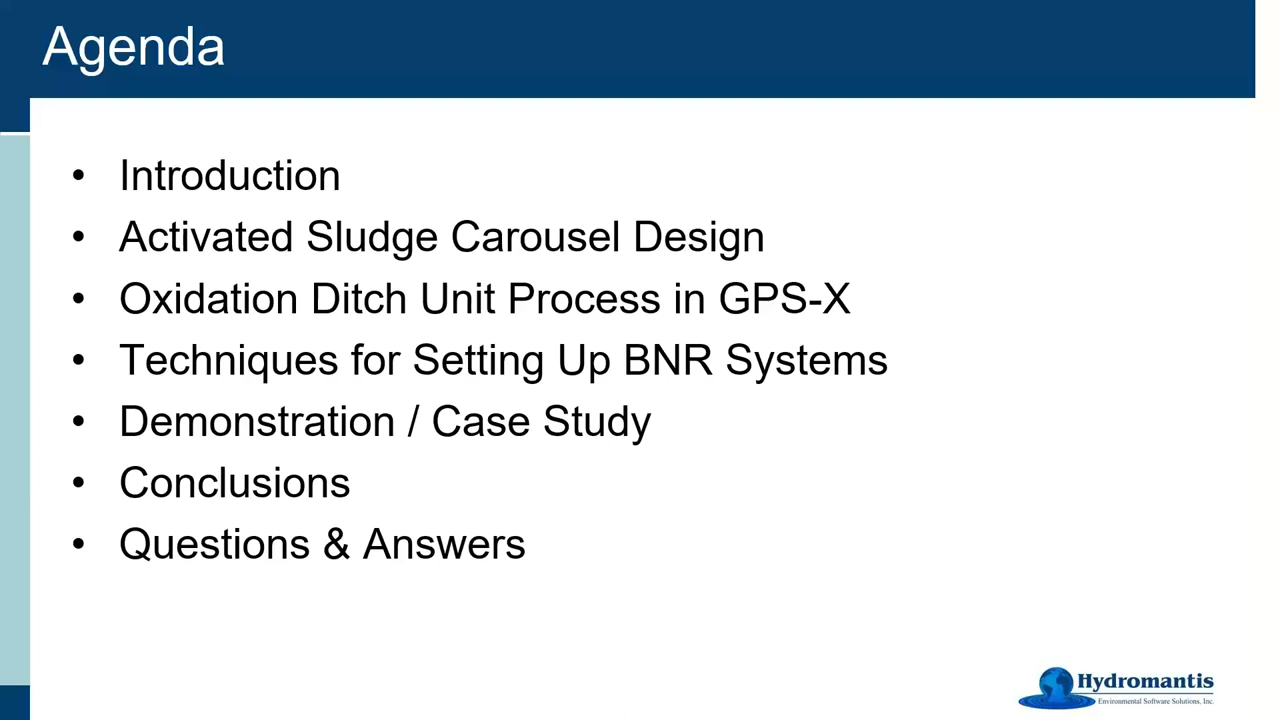 Agenda
• Introduction
• Activated Sludge Carousel Design
• Oxidation Ditch Unit Process in GPS-X
• Techniques for Setting Up BNR Systems
• Demonstration / Case Study
• Conclusions
• Questions & Answers
Hydromantis
Environmental Software Solutions, Inc.